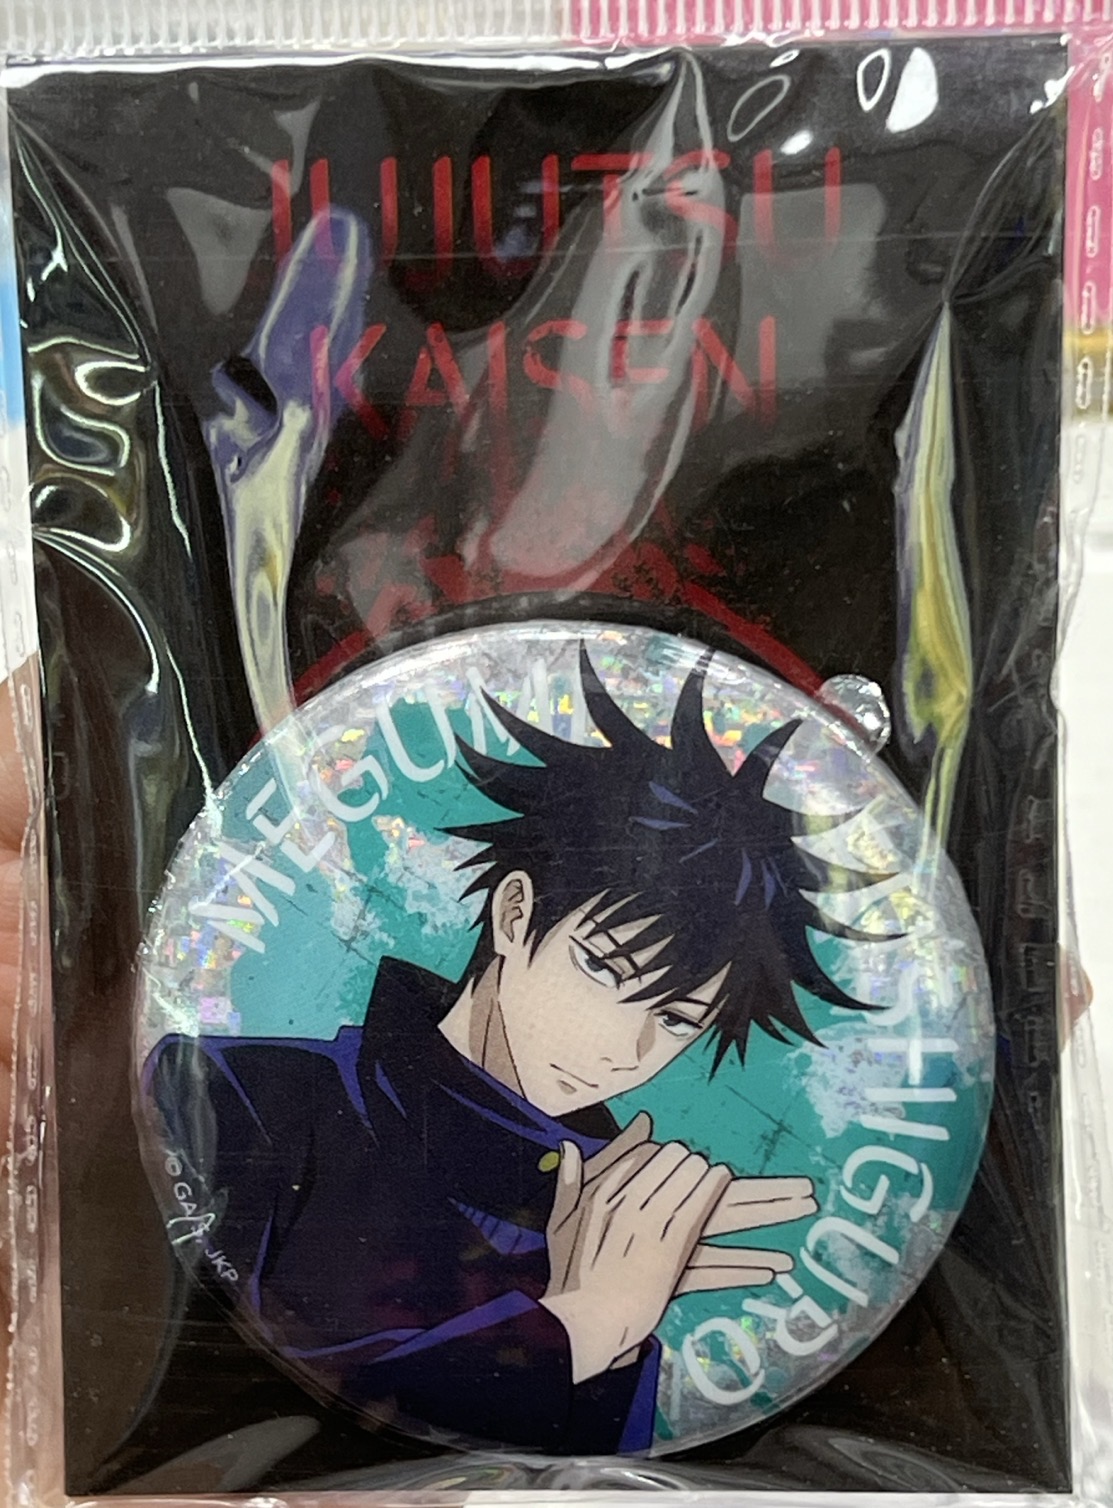 JUJUTSU
KAISEN
MEGUMI
FUSHIGURO
©GA/S, JKP